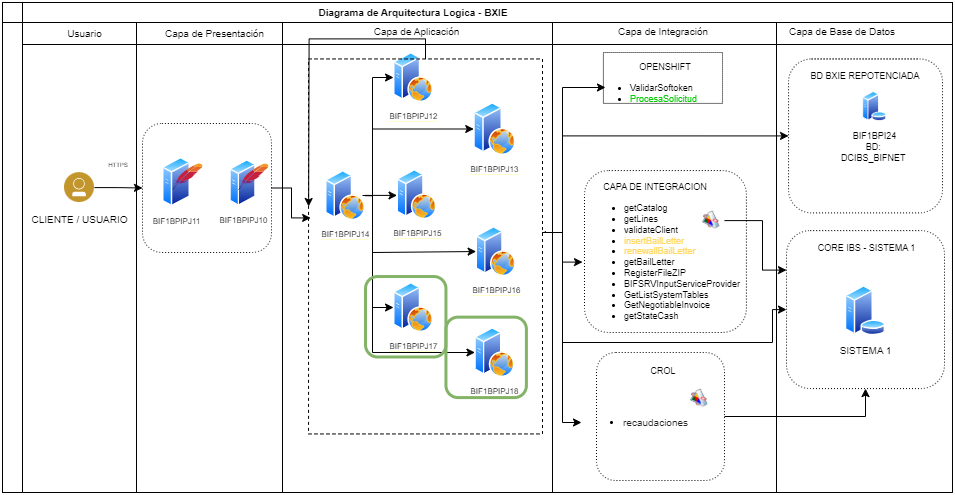 Diagrama de Arquitectura Logica - BXIE
Usuario
Capa de Presentación
Capa de Aplicación
Capa de Integración
Capa de Base de Datos
HTTPS
CLIENTE / USUARIO
BIF1BPIPJ11
BIF1BPIPJ10
BIF1BPIPJ12
BIF1BPIPJ13
BIF1BPIPJ14
BIF1BPIPJ15
BIF1BPIPJ16
BIF1BPIPJ17
BIF1BPIPJ18
OPENSHIFT
ValidarSoftoken
ProcesaSolicitud
CAPA DE INTEGRACION
getCatalog
getLines
validateClient
insertBailLetter
renewallBailLetter
getBailLetter
RegisterFileZIP
BIFSRVInputServiceProvider
GetListSystemTables
GetNegotiableInvoice
getStateCash
CROL
recaudaciones
BD BXIE REPOTENCIADA
BIF1BPI24
BD:
DCIBS_BIFNET
CORE IBS - SISTEMA 1
SISTEMA 1